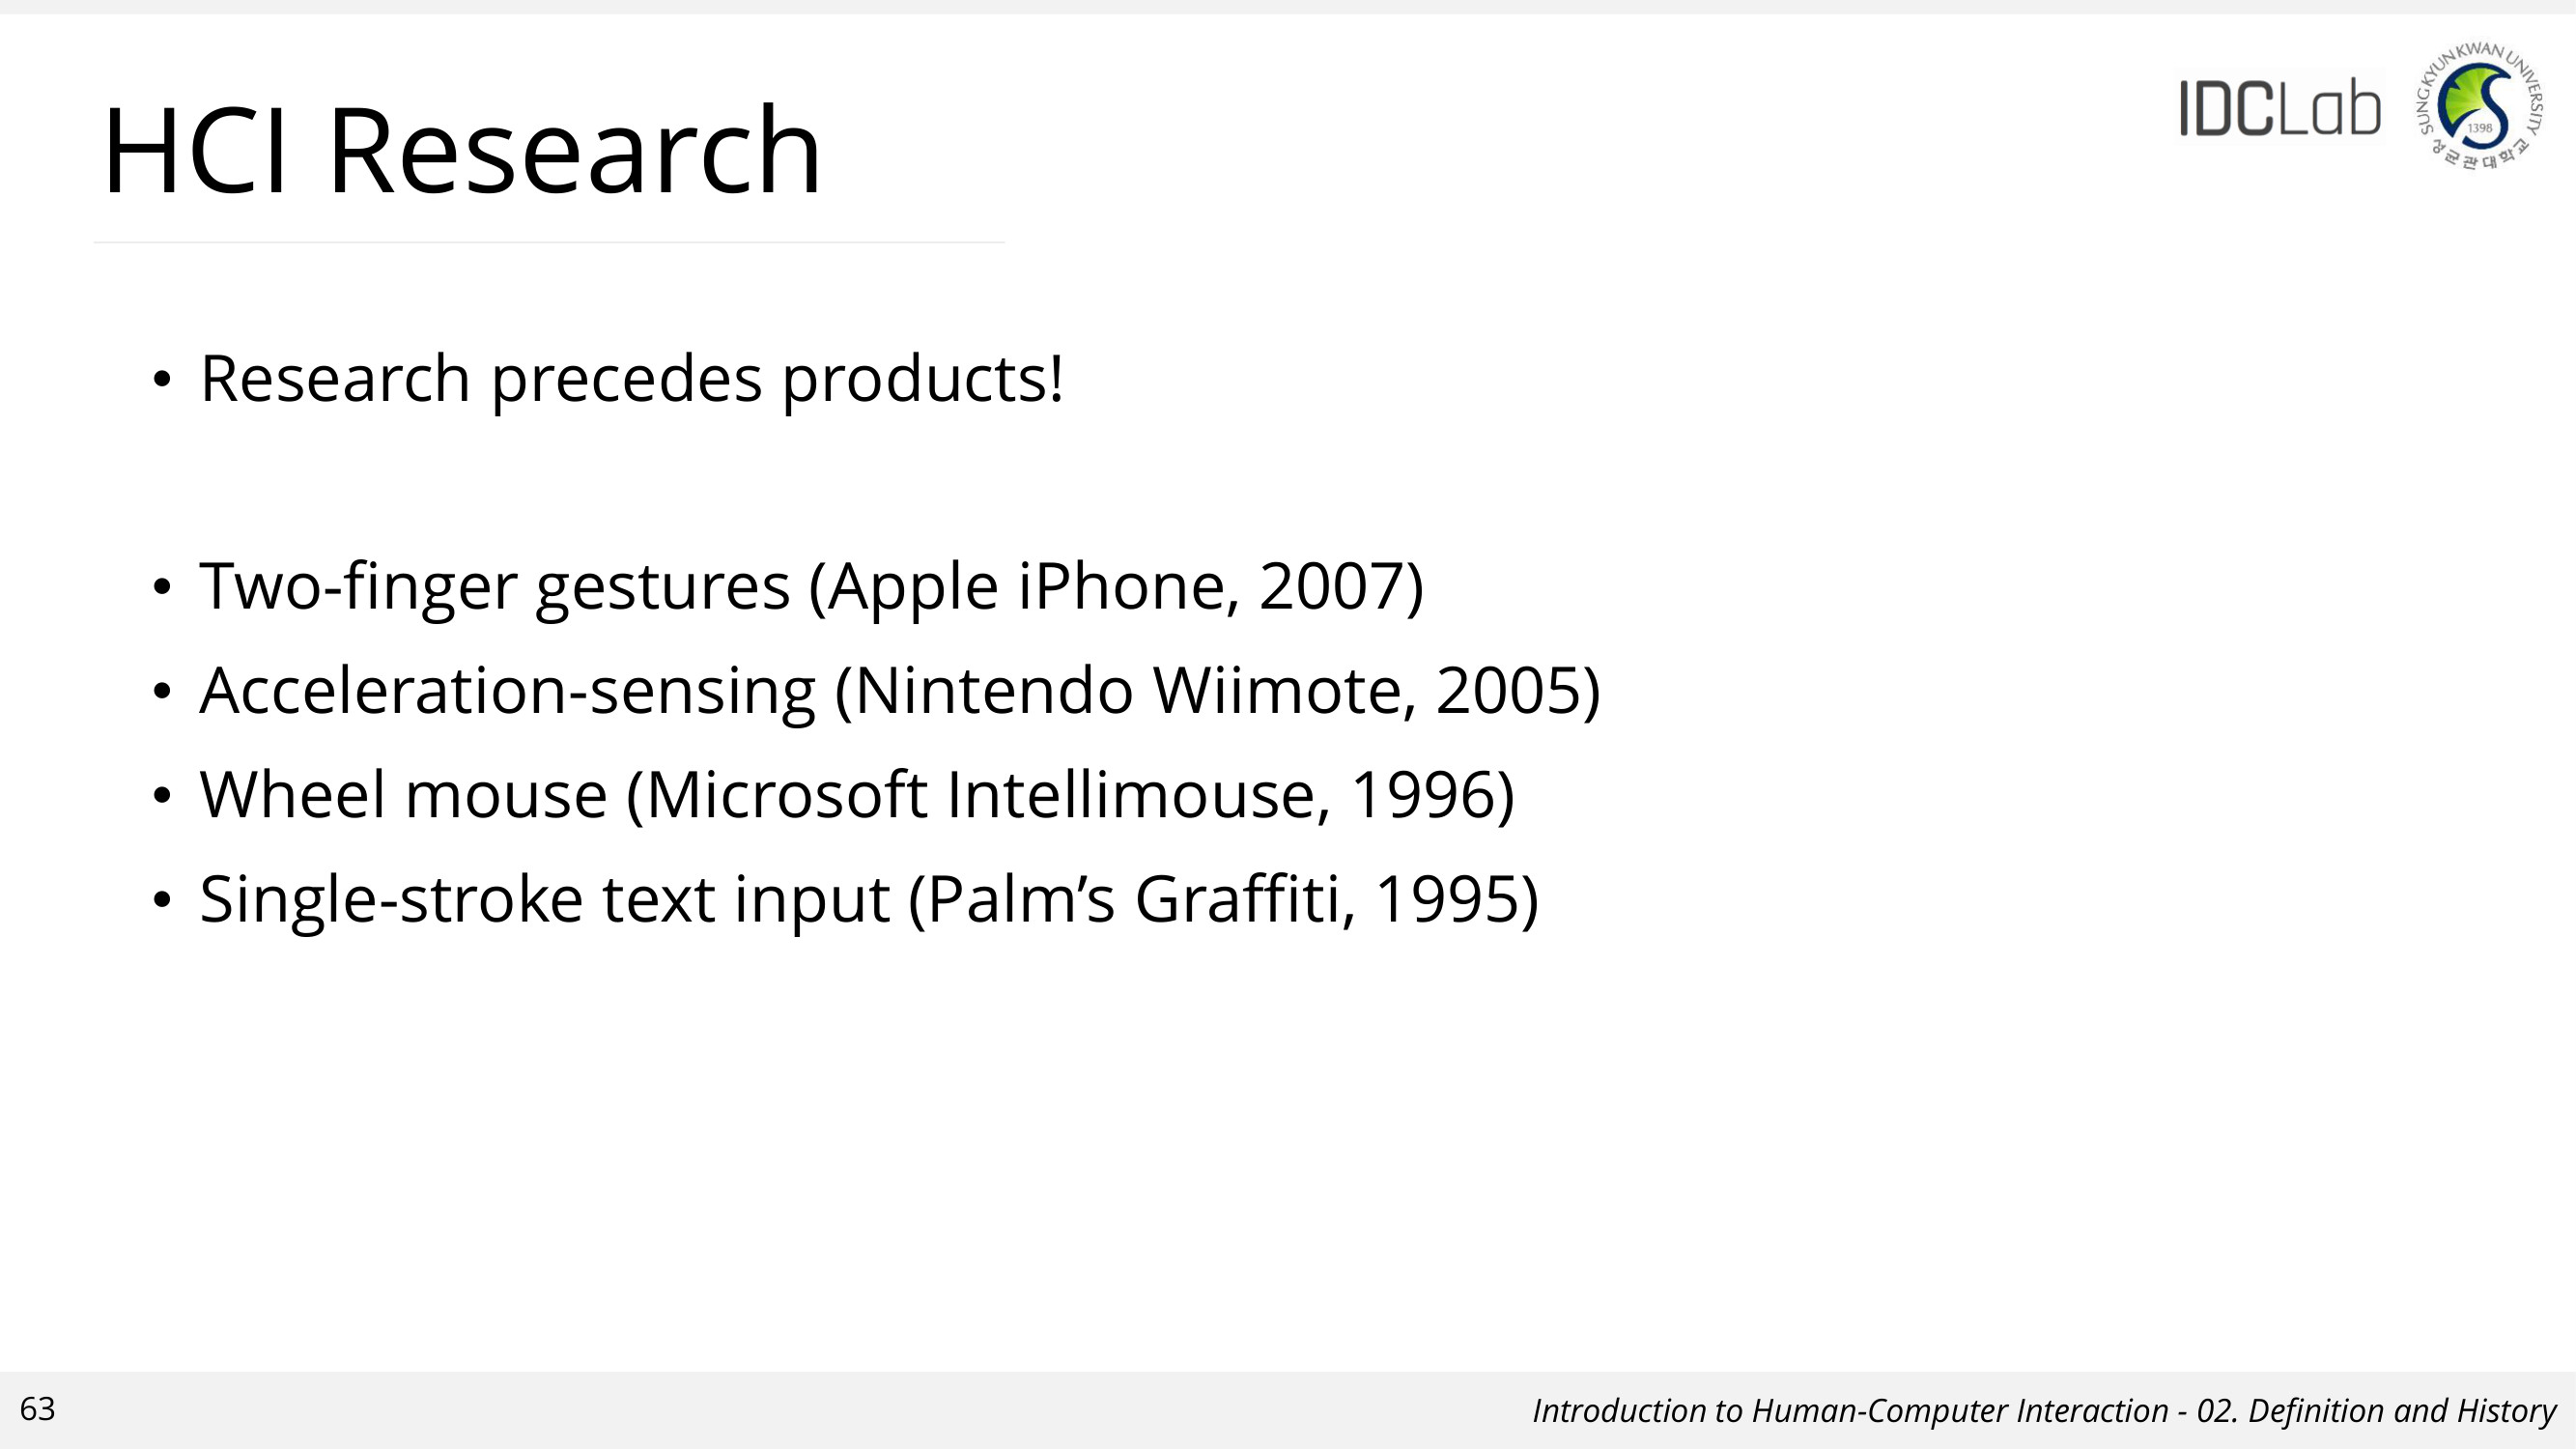 IDCLab
SUNGKYUNKWAN UNIVERSITY
1398
성균관대학교
HCI Research
• Research precedes products!
• Two-finger gestures (Apple iPhone, 2007)
• Acceleration-sensing (Nintendo Wiimote, 2005)
• Wheel mouse (Microsoft Intellimouse, 1996)
• Single-stroke text input (Palm’s Graffiti, 1995)
63
Introduction to Human-Computer Interaction - 02. Definition and History